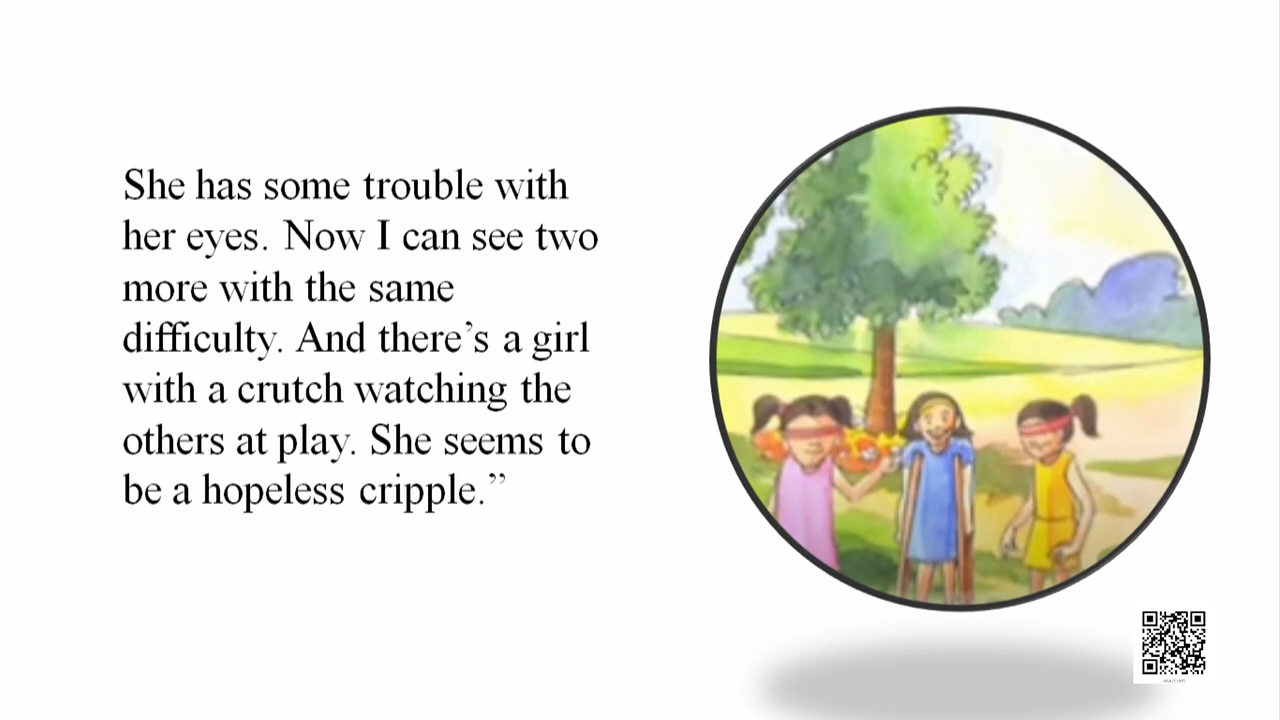 She has some trouble with
her eyes. Now I can see two
more with the same
difficulty. And there’s a girl
with a crutch watching the
others at play. She seems to
be a hopeless cripple.”